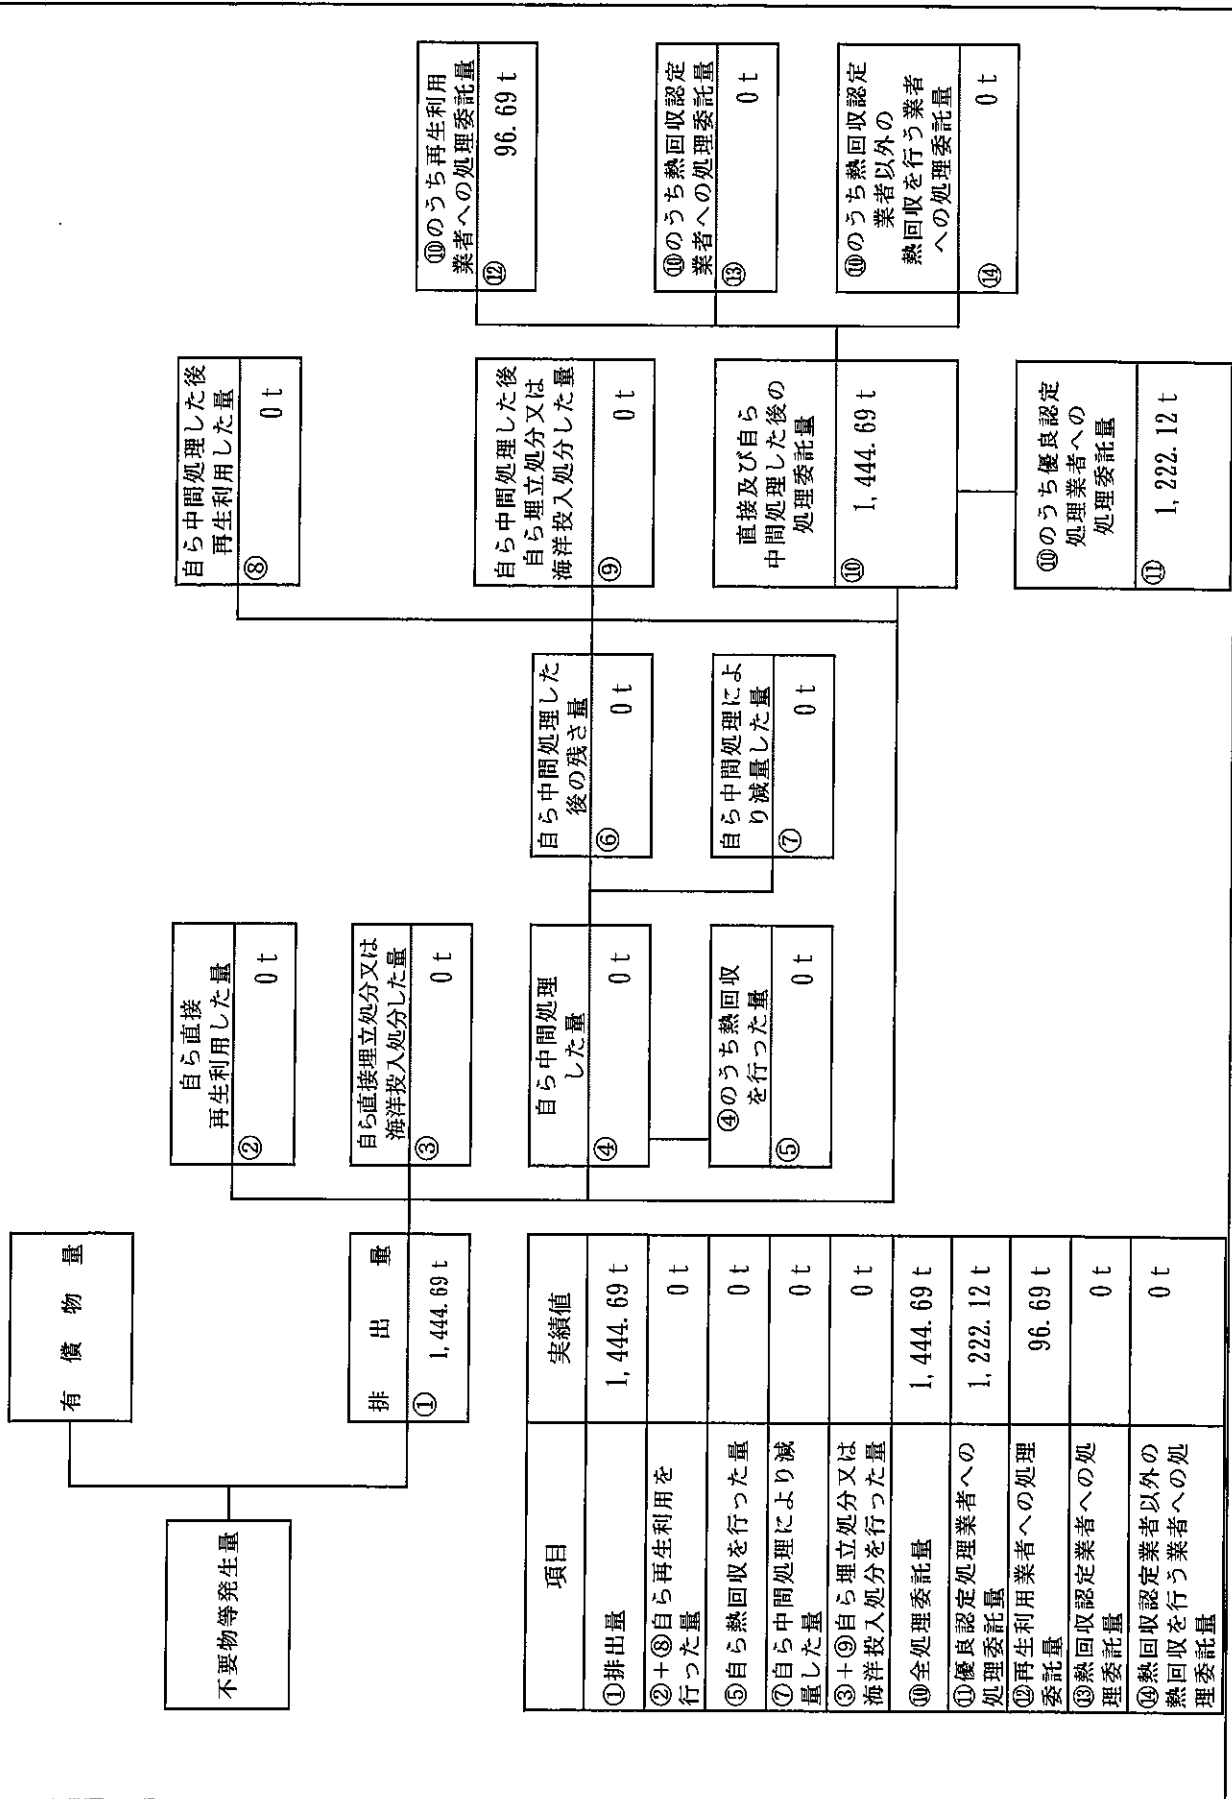 不要物等発生量
有償物量
排出量
① 1,444.69 t
自ら直接
再生利用した量
② 0 t
自ら直接埋立処分又は
海洋投入処分した量
③ 0 t
自ら中間処理
した量
④ 0 t
④のうち熱回収
を行った量
⑤ 0 t
自ら中間処理した
後の残さ量
⑥ 0 t
自ら中間処理によ
り減量した量
⑦ 0 t
自ら中間処理した後
再生利用した量
⑧ 0 t
自ら中間処理した後
自ら埋立処分又は
海洋投入処分した量
⑨ 0 t
直接及び自ら
中間処理した後の
処理委託量
⑩ 1,444.69 t
⑩のうち優良認定
処理業者への
処理委託量
⑪ 1,222.12 t
⑩のうち再生利用
業者への処理委託量
⑫ 96.69 t
⑩のうち熱回収認定
業者への処理委託量
⑬ 0 t
⑩のうち熱回収認定
業者以外の
熱回収を行う業者
への処理委託量
⑭ 0 t
項目 実績値
①排出量 1,444.69 t
②+⑧自ら再生利用を
行った量 0 t
⑤自ら熱回収を行った量 0 t
⑦自ら中間処理により減
量した量 0 t
③+⑨自ら埋立処分又は
海洋投入処分を行った量 0 t
⑩全処理委託量 1,444.69 t
⑪優良認定処理業者への
処理委託量 1,222.12 t
⑫再生利用業者への処理
委託量 96.69 t
⑬熱回収認定業者への処
理委託量 0 t
⑭熱回収認定業者以外の
熱回収を行う業者への処
理委託量 0 t